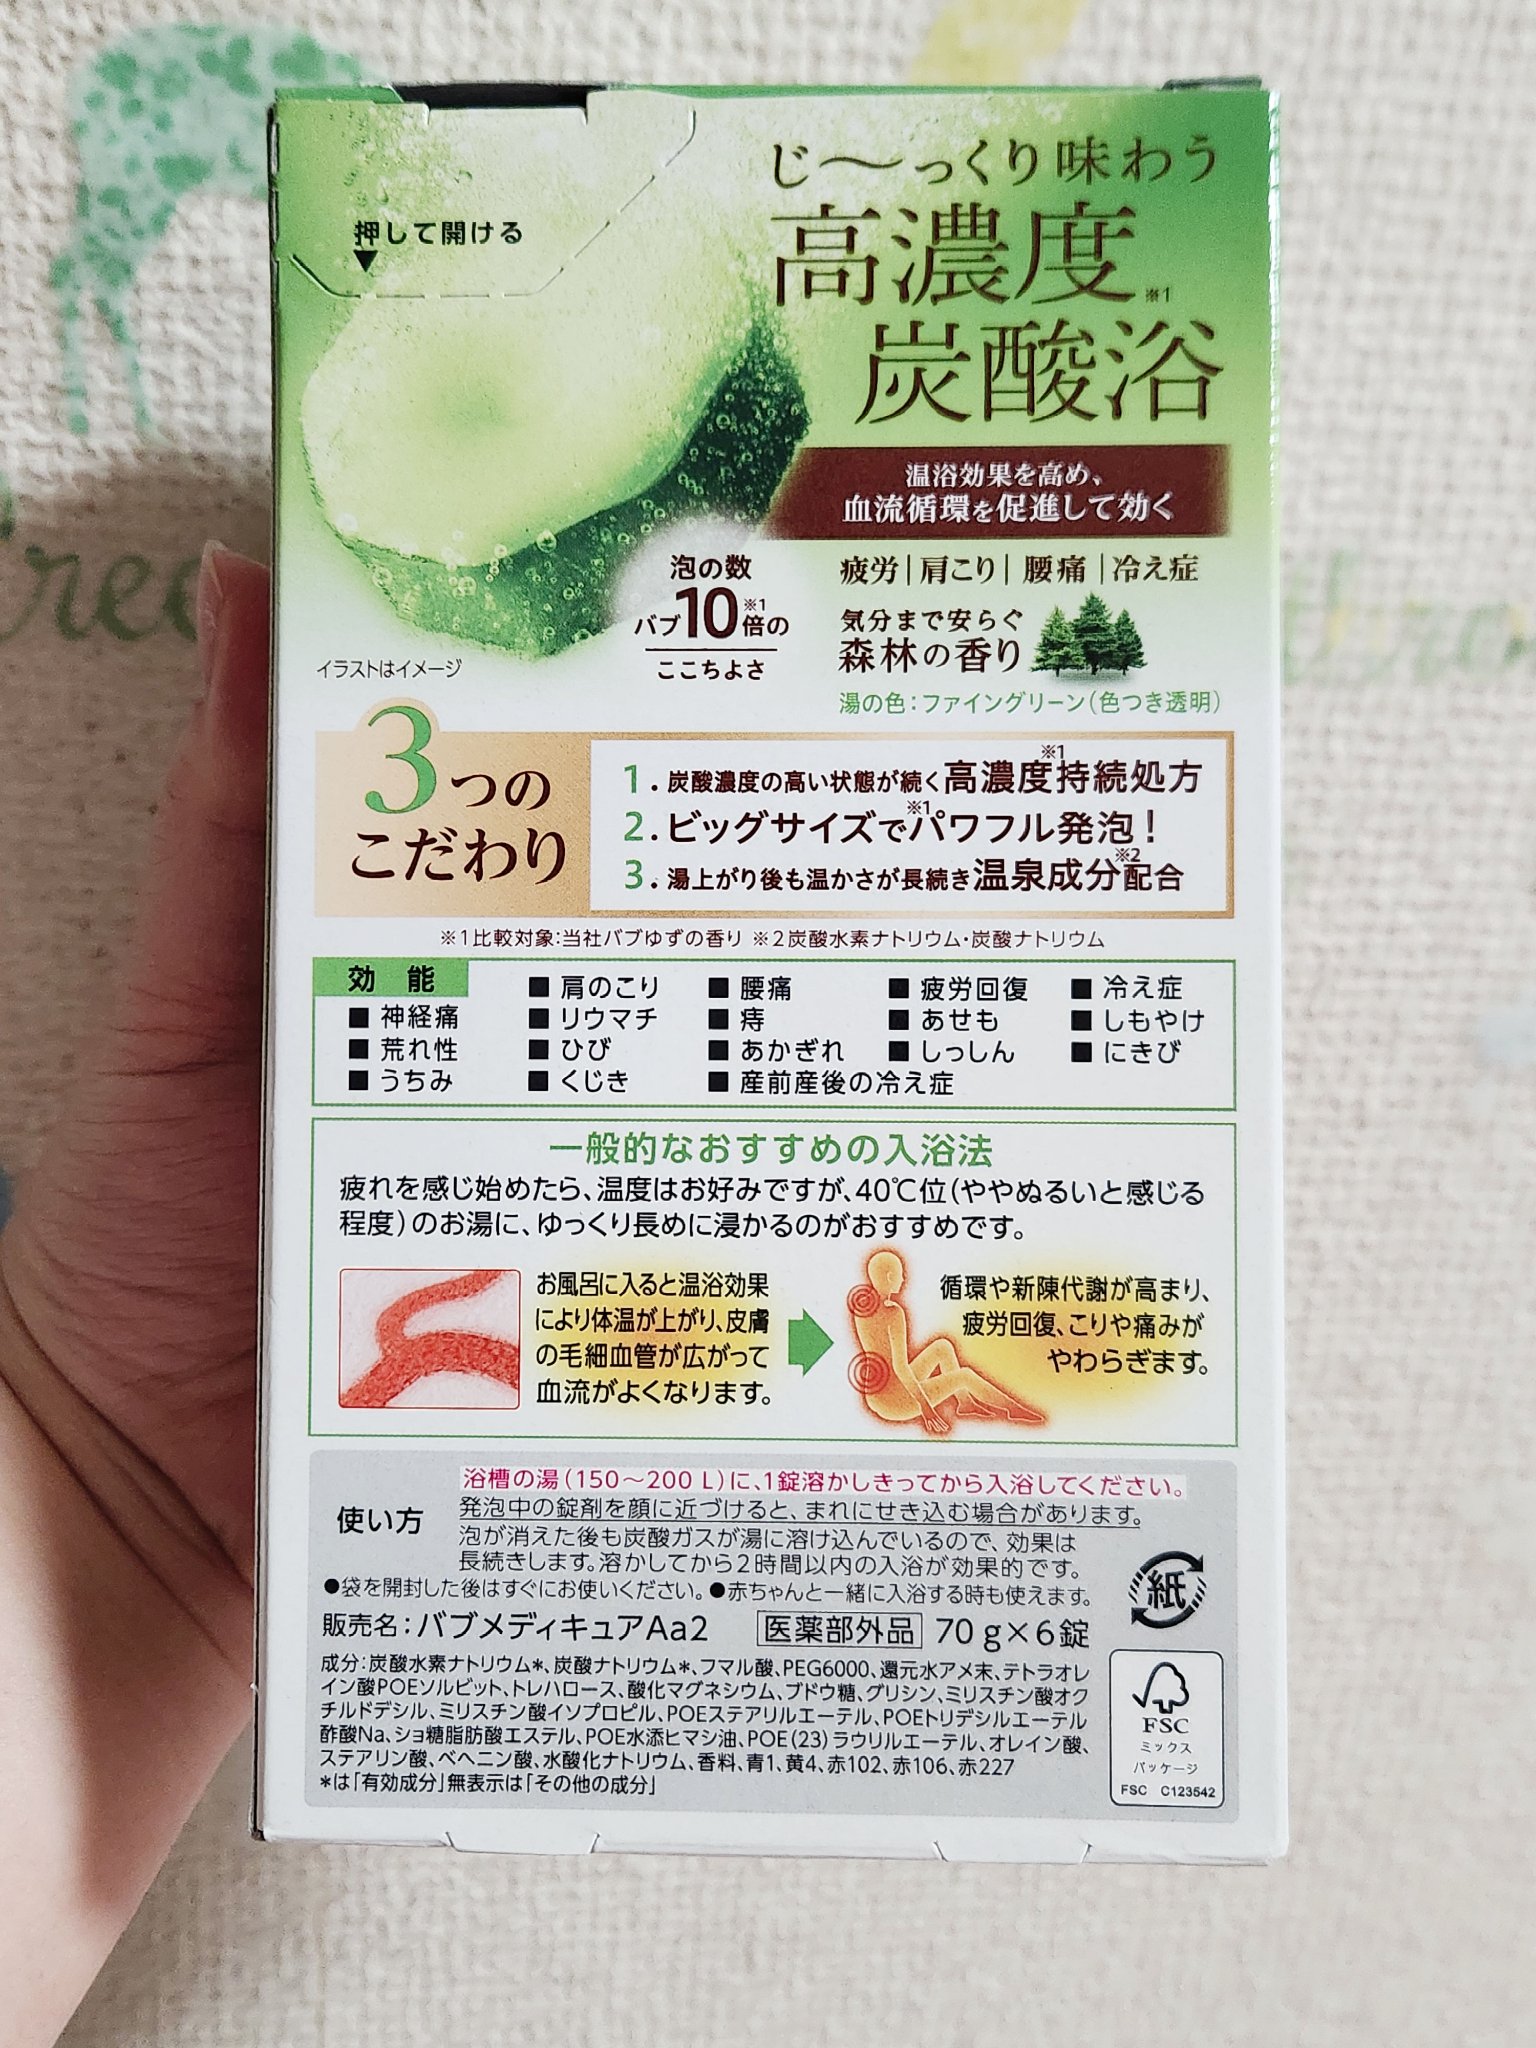 押して開ける
▼
じ〜っくり味わう
高濃度※1
炭酸浴
温浴効果を高め、
血流循環を促進して効く
泡の数
バブ10※1倍の
ここちよさ
疲労|肩こり|腰痛|冷え症
気分まで安らぐ
森林の香り
イラストはイメージ
湯の色:ファイングリーン(色つき透明)
3つの
こだわり
1.炭酸濃度の高い状態が続く高濃度※1持続処方
2.ビッグサイズで※1パワフル発泡!
3.湯上がり後も温かさが長続き温泉成分※2配合
※1比較対象:当社バブゆずの香り ※2炭酸水素ナトリウム・炭酸ナトリウム
効 能 ■肩のこり ■腰痛 ■疲労回復 ■冷え症
■神経痛 ■リウマチ ■痔 ■あせも ■しもやけ
■荒れ性 ■ひび ■あかぎれ ■しっしん ■にきび
■うちみ ■くじき ■産前産後の冷え症
一般的なおすすめの入浴法
疲れを感じ始めたら、温度はお好みですが、40℃位(ややぬるいと感じる
程度)のお湯に、ゆっくり長めに浸かるのがおすすめです。
お風呂に入ると温浴効果
により体温が上がり、皮膚
の毛細血管が広がって
血流がよくなります。
循環や新陳代謝が高まり、
疲労回復、こりや痛みが
やわらぎます。
使い方
浴槽の湯(150〜200 L)に、1錠溶かしきってから入浴してください。
発泡中の錠剤を顔に近づけると、まれにせき込む場合があります。
泡が消えた後も炭酸ガスが湯に溶け込んでいるので、効果は
長続きします。溶かしてから2時間以内の入浴が効果的です。
●袋を開封した後はすぐにお使いください。●赤ちゃんと一緒に入浴する時も使えます。
紙
販売名:バブメディキュアAa2 医薬部外品 70 g×6錠
成分:炭酸水素ナトリウム*、炭酸ナトリウム*、フマル酸、PEG6000、還元水アメ末、テトラオレ
イン酸POEソルビット、トレハロース、酸化マグネシウム、ブドウ糖、グリシン、ミリスチン酸オク
チルドデシル、ミリスチン酸イソプロピル、POEステアリルエーテル、POEトリデシルエーテル
酢酸Na、ショ糖脂肪酸エステル、POE水添ヒマシ油、POE(23)ラウリルエーテル、オレイン酸、
ステアリン酸、ベヘニン酸、水酸化ナトリウム、香料、青1、黄4、赤102、赤106、赤227
*は「有効成分」無表示は「その他の成分」
FSC
ミックス
パッケージ
FSC C123542